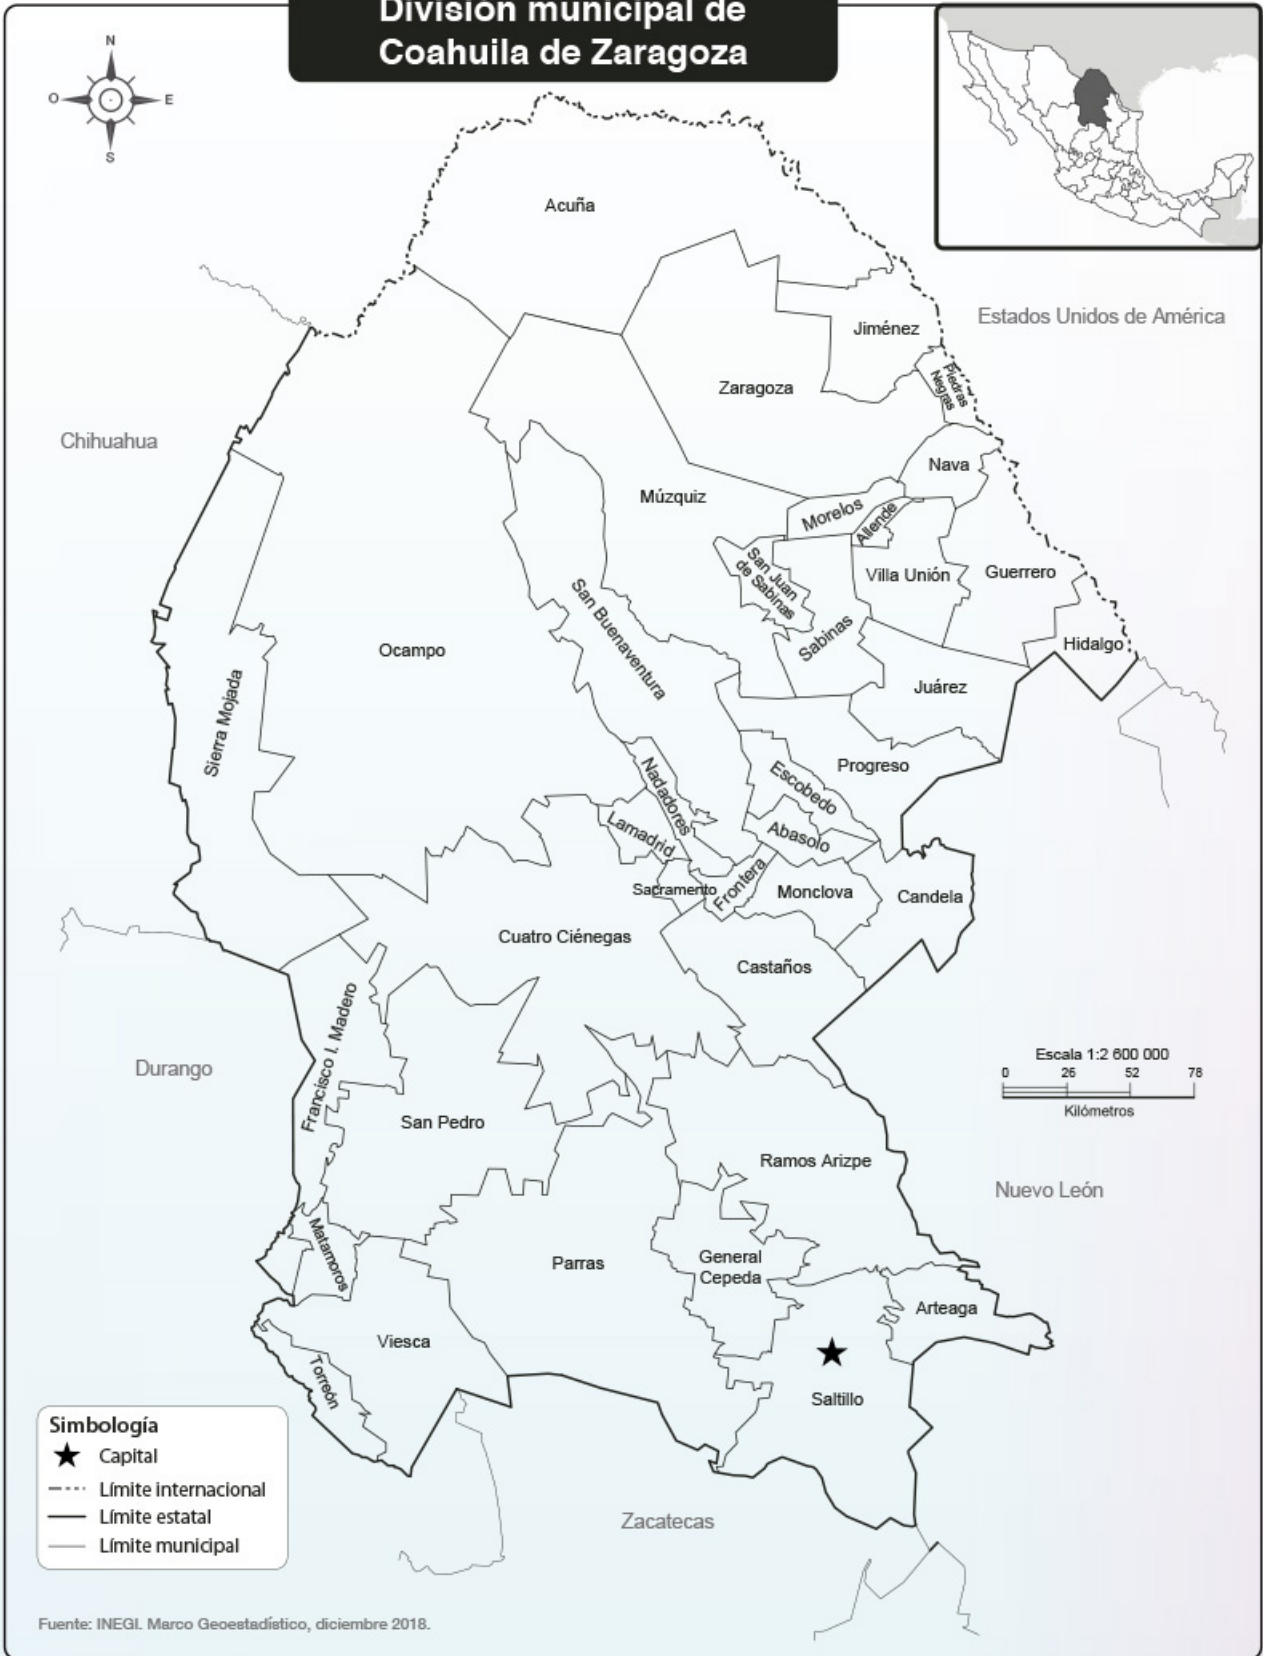 División municipal de
Coahuila de Zaragoza
N
O
E
S
Acuña
Estados Unidos de América
Jiménez
Piedras
Negras
Zaragoza
Chihuahua
Nava
Múzquiz
Morelos
Allende
San Juan
de Sabinas
Villa Unión
Guerrero
San Buenaventura
Sabinas
Hidalgo
Ocampo
Juárez
Sierra Mojada
Progreso
Escobedo
Nadadores
Lamadrid
Abasolo
Sacramento
Frontera
Monclova
Candela
Cuatro Ciénegas
Castaños
Francisco I. Madero
Durango
Escala 1:2 600 000
0 26 52 78
Kilómetros
San Pedro
Ramos Arizpe
Nuevo León
Matamoros
Parras
General
Cepeda
Arteaga
Viesca
Torreón
Saltillo
Simbología
Capital
Límite internacional
Límite estatal
Límite municipal
Zacatecas
Fuente: INEGI. Marco Geoestadístico, diciembre 2018.